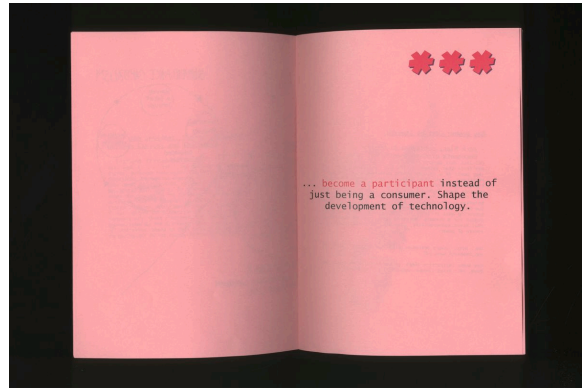 ... become a participant instead of
just being a consumer. Shape the
development of technology.